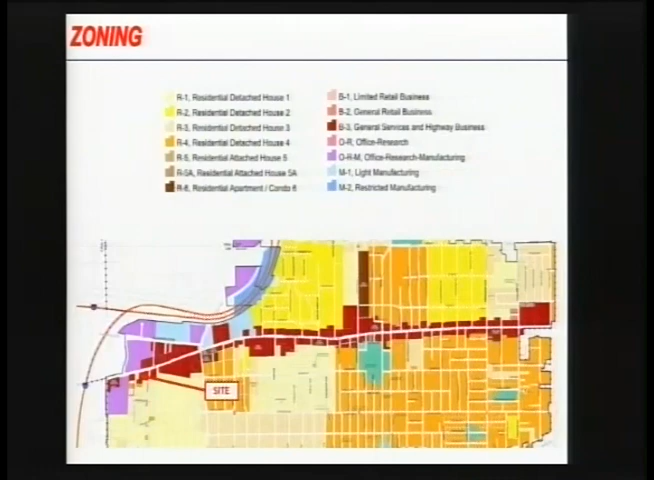 ZONING
R-1, Residential Detached House 1
R-2, Residential Detached House 2
R-3, Residential Detached House 3
R-4, Residential Detached House 4
R-5, Residential Attached House 5
R-5A, Residential Attached House 5A
R-6, Residential Apartment / Condo 6
B-1, Limited Retail Business
B-2, General Retail Business
B-3, General Services and Highway Business
O-R, Office-Research
O-R-M, Office-Research-Manufacturing
M-1, Light Manufacturing
M-2, Restricted Manufacturing
SITE